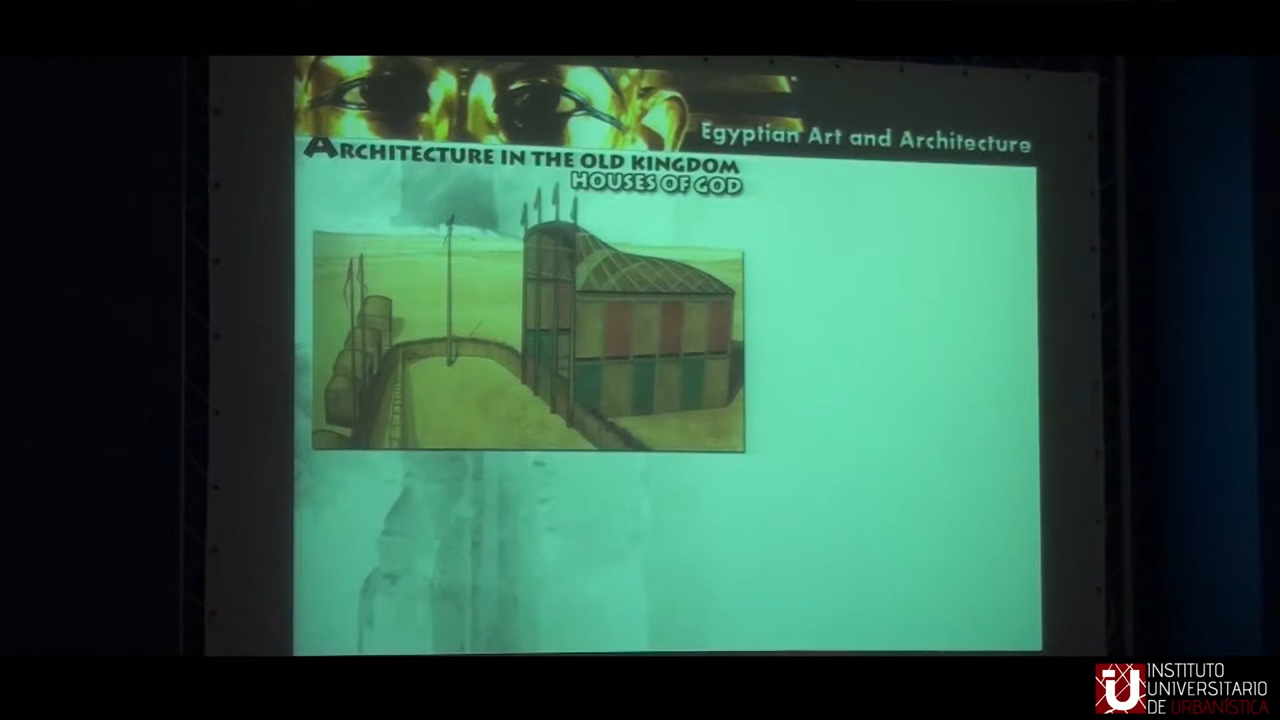 Egyptian Art and Architecture
ARCHITECTURE IN THE OLD KINGDOM
HOUSES OF GOD
INSTITUTO
UNIVERSITARIO
DE URBANÍSTICA